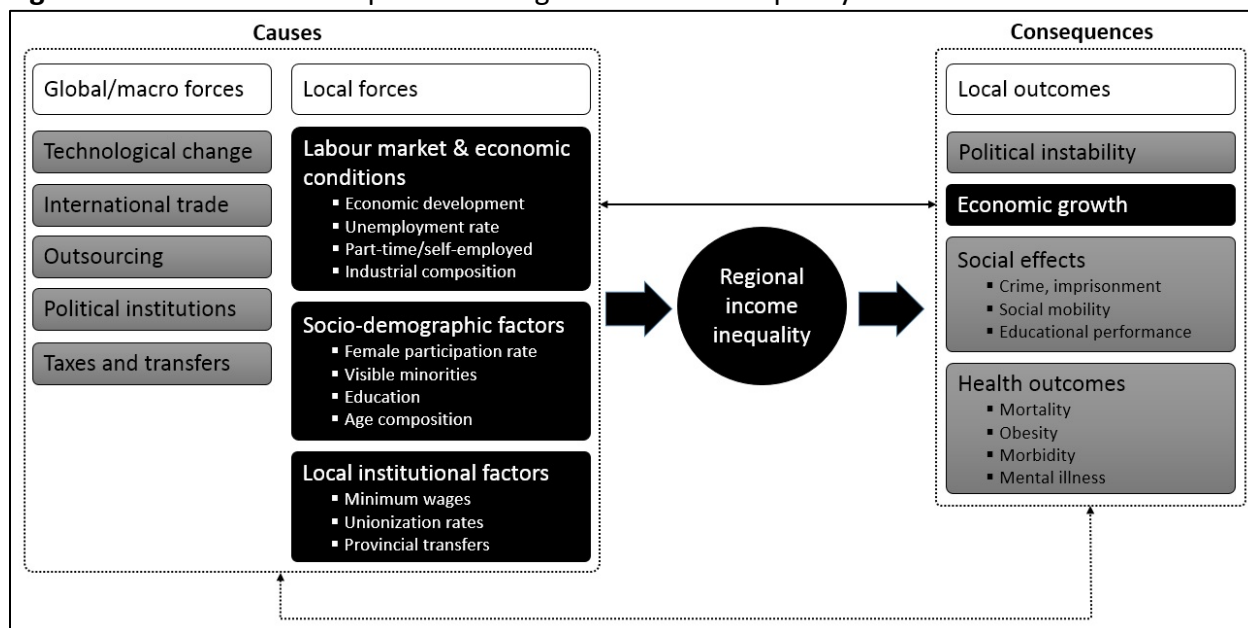 Causes
Global/macro forces
Technological change
International trade
Outsourcing
Political institutions
Taxes and transfers
Local forces
Labour market & economic
conditions
▪ Economic development
▪ Unemployment rate
▪ Part-time/self-employed
▪ Industrial composition
Socio-demographic factors
▪ Female participation rate
▪ Visible minorities
▪ Education
▪ Age composition
Local institutional factors
▪ Minimum wages
▪ Unionization rates
▪ Provincial transfers
Regional
income
inequality
Consequences
Local outcomes
Political instability
Economic growth
Social effects
▪ Crime, imprisonment
▪ Social mobility
▪ Educational performance
Health outcomes
▪ Mortality
▪ Obesity
▪ Morbidity
▪ Mental illness